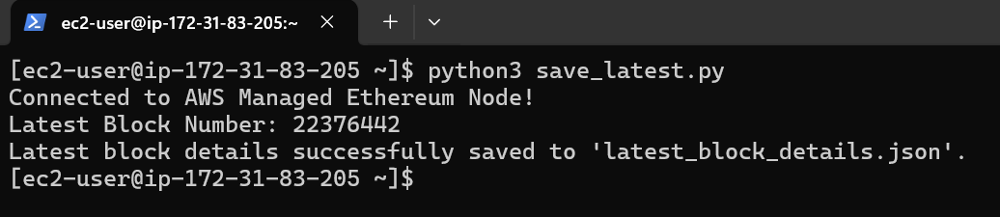 ec2-user@ip-172-31-83-205:~
[ec2-user@ip-172-31-83-205 ~]$ python3 save_latest.py
Connected to AWS Managed Ethereum Node!
Latest Block Number: 22376442
Latest block details successfully saved to 'latest_block_details.json'.
[ec2-user@ip-172-31-83-205 ~]$